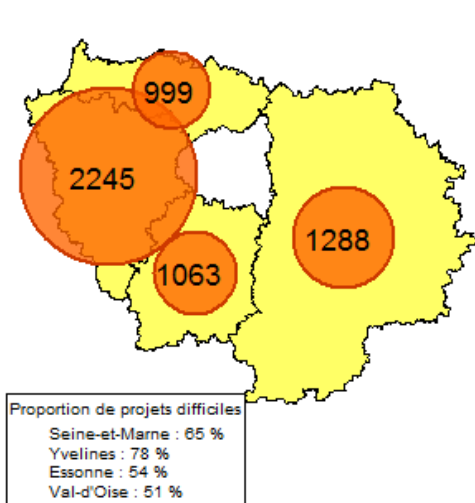 999
2245
1288
1063
Proportion de projets difficiles
Seine-et-Marne : 65 %
Yvelines : 78 %
Essonne : 54 %
Val-d'Oise : 51 %